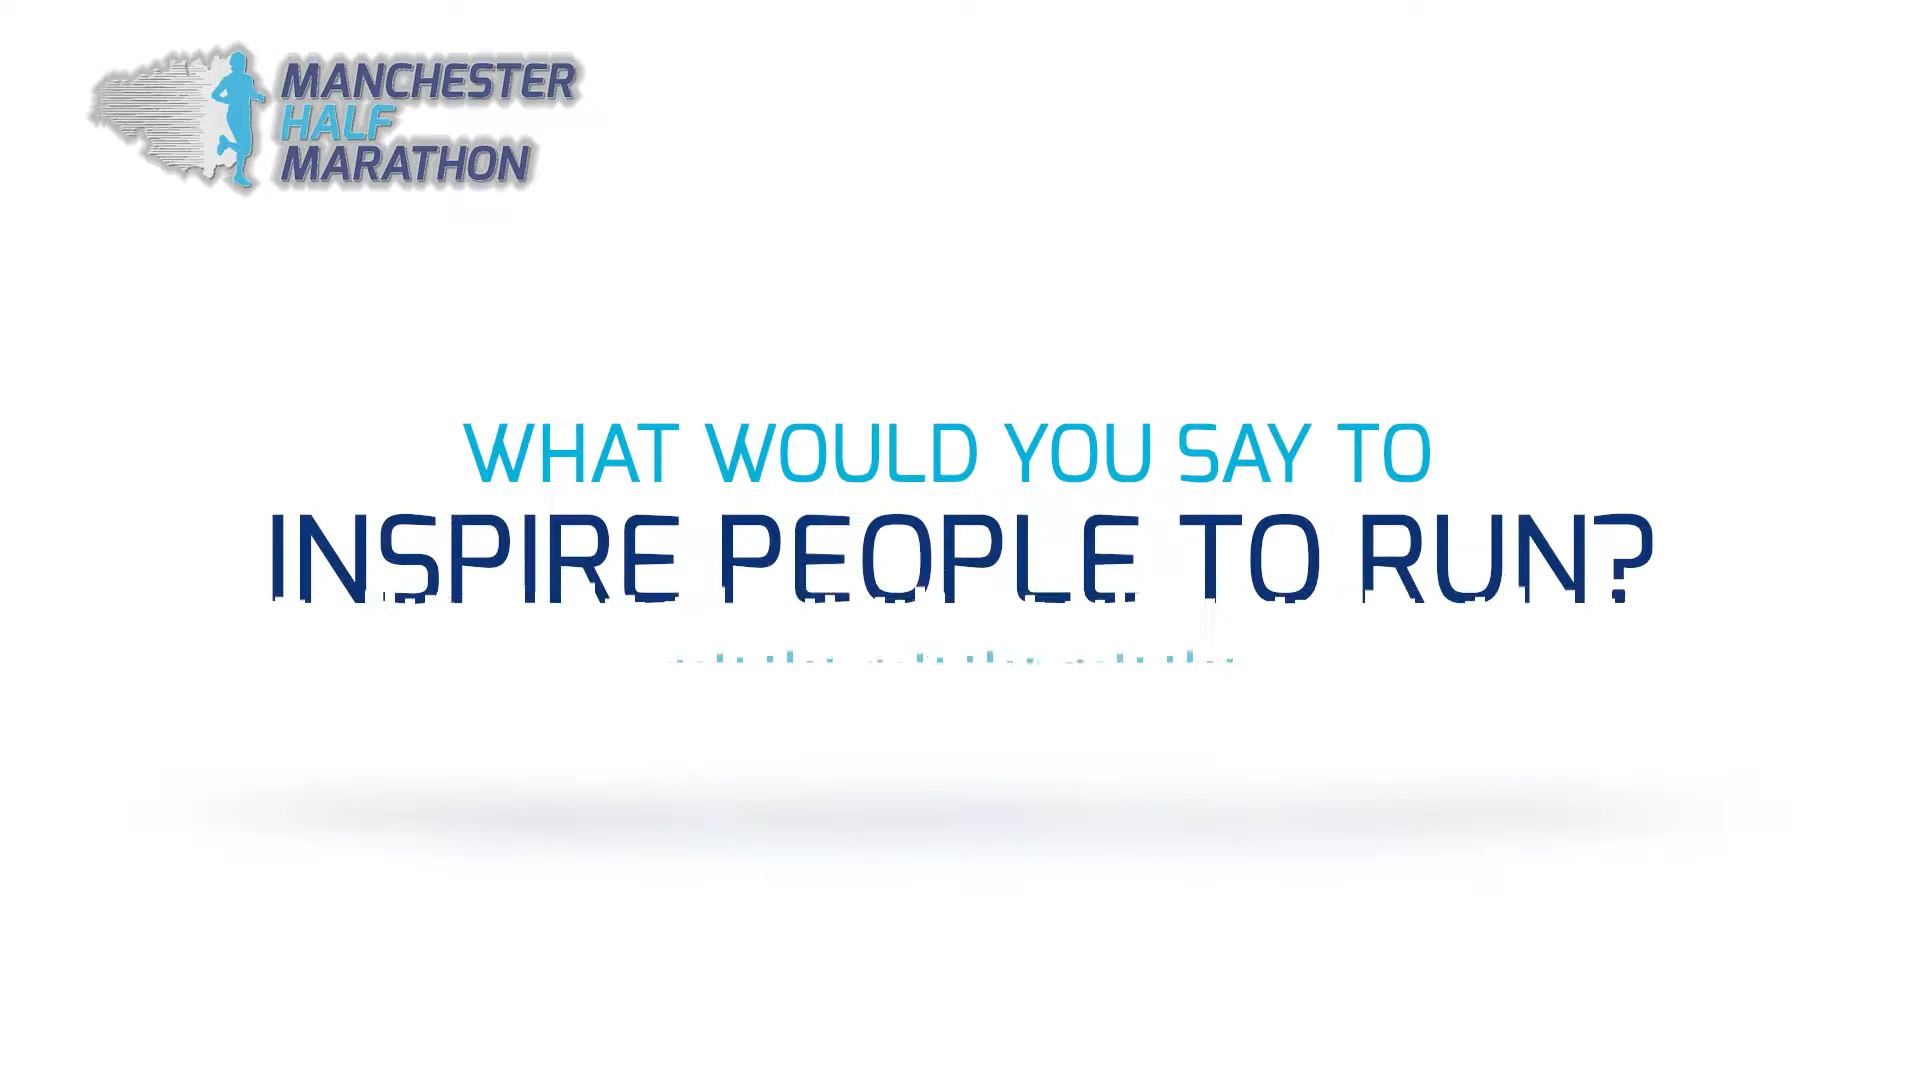 MANCHESTER
HALF
MARATHON
WHAT WOULD YOU SAY TO
INSPIRE PEOPLE TO RUN?